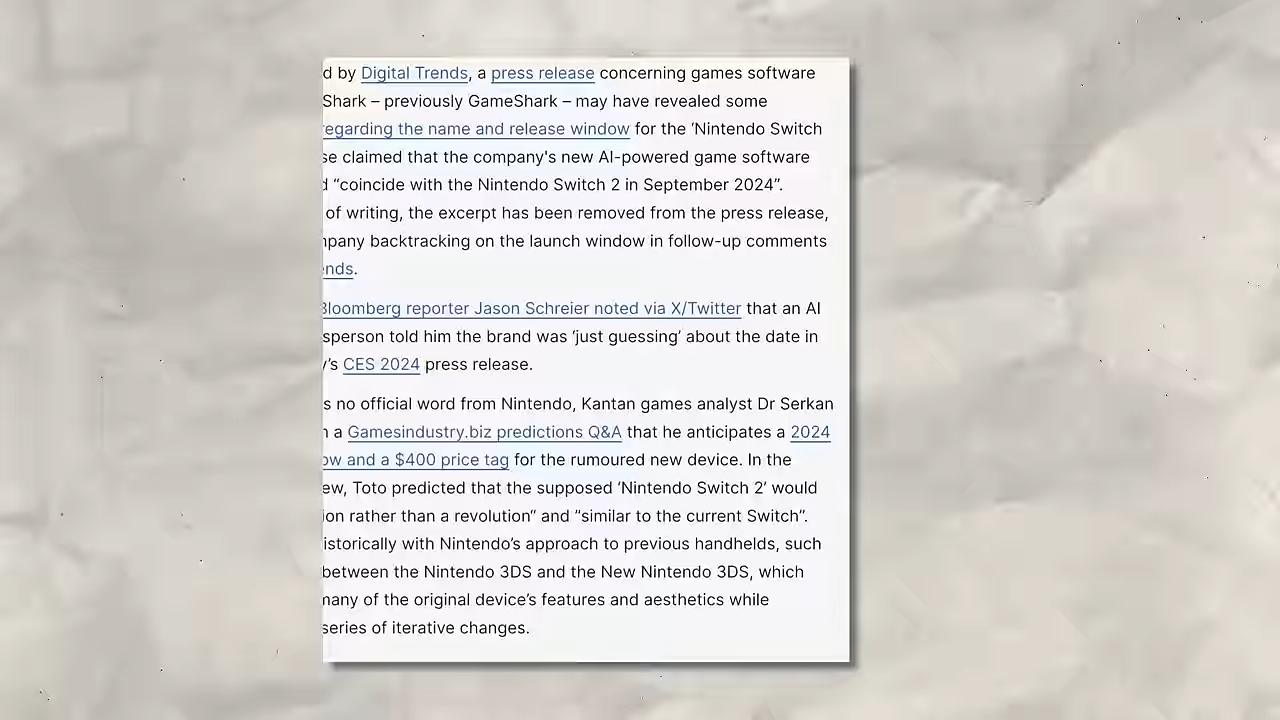 d by Digital Trends, a press release concerning games software
Shark – previously GameShark – may have revealed some
regarding the name and release window for the ‘Nintendo Switch
se claimed that the company's new AI-powered game software
d “coincide with the Nintendo Switch 2 in September 2024”.
of writing, the excerpt has been removed from the press release,
mpany backtracking on the launch window in follow-up comments
ends.
Bloomberg reporter Jason Schreier noted via X/Twitter that an AI
sperson told him the brand was ‘just guessing’ about the date in
y’s CES 2024 press release.
s no official word from Nintendo, Kantan games analyst Dr Serkan
n a Gamesindustry.biz predictions Q&A that he anticipates a 2024
ow and a $400 price tag for the rumoured new device. In the
ew, Toto predicted that the supposed ‘Nintendo Switch 2’ would
ion rather than a revolution” and “similar to the current Switch”.
istorically with Nintendo’s approach to previous handhelds, such
between the Nintendo 3DS and the New Nintendo 3DS, which
many of the original device’s features and aesthetics while
series of iterative changes.